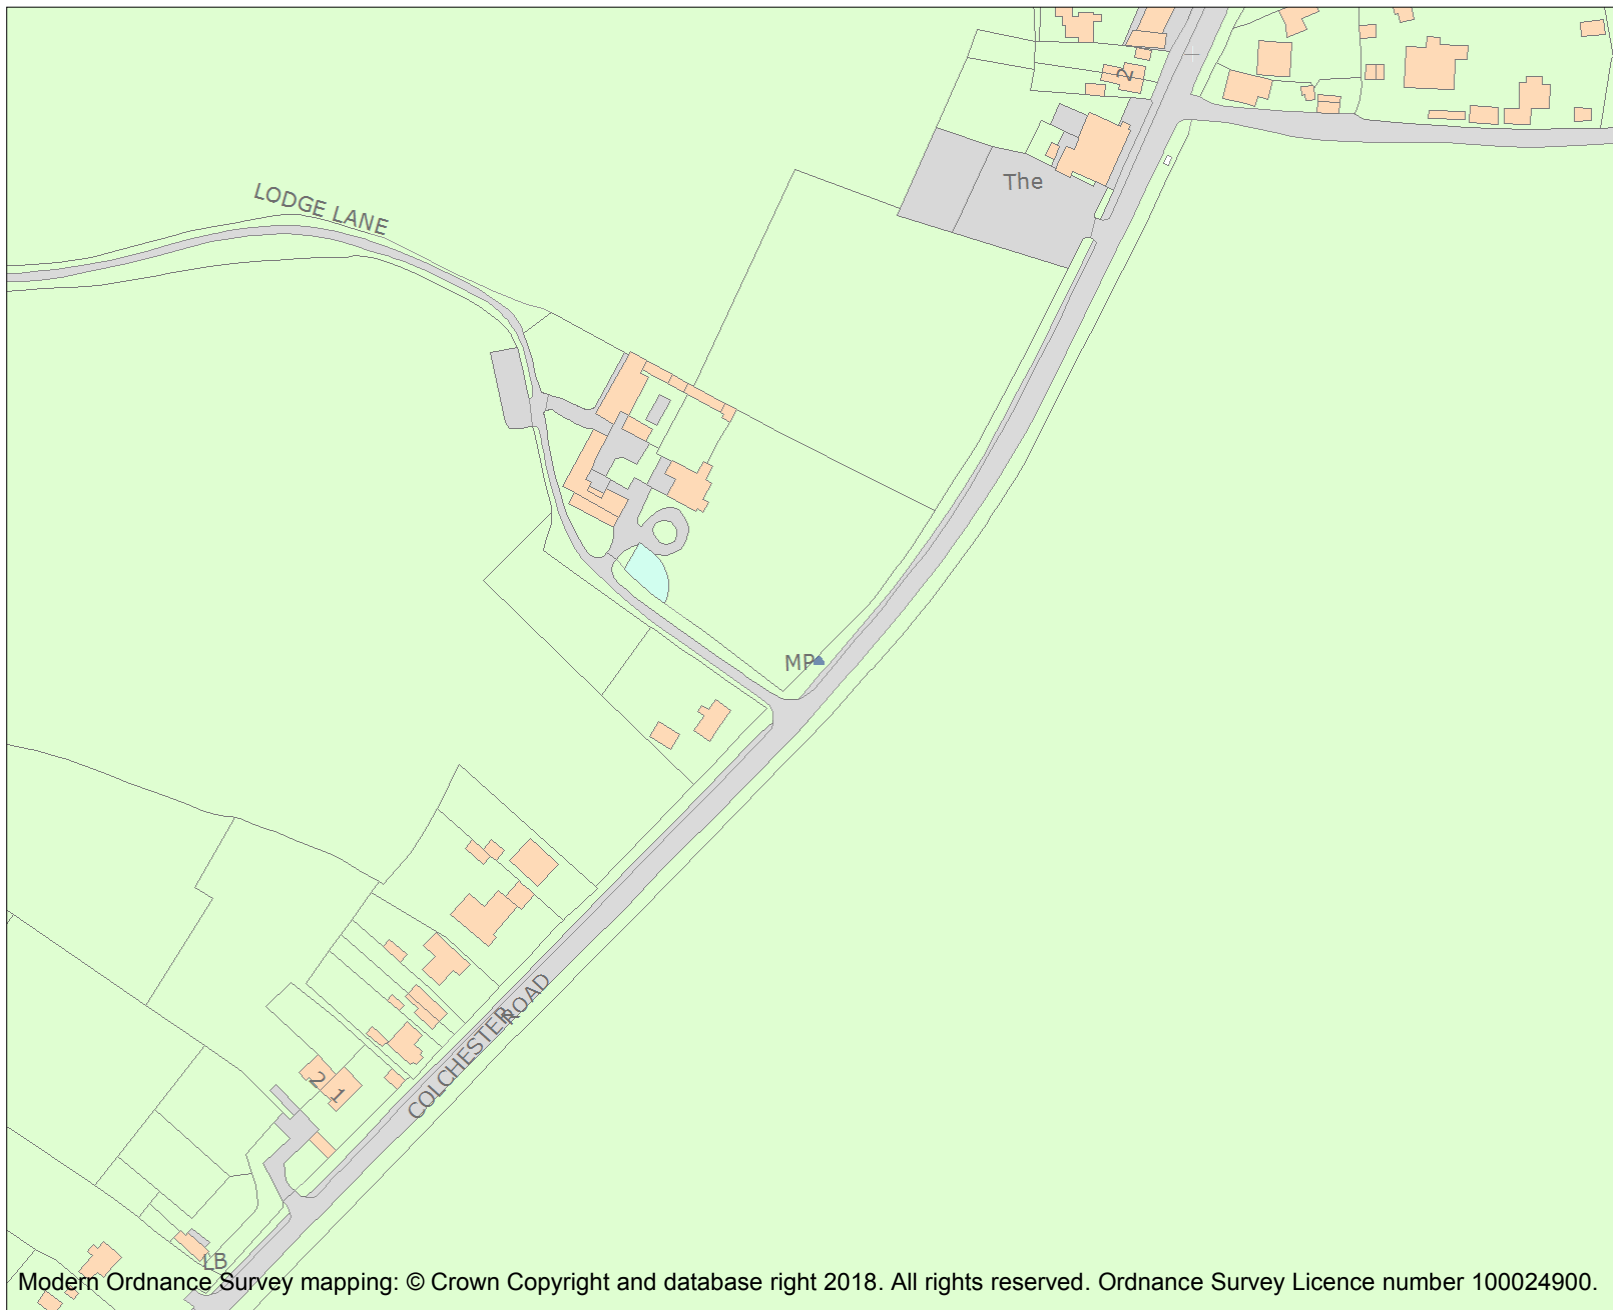 2
The
LODGE LANE
MP
COLCHESTER ROAD
2
1
LB
Modern Ordnance Survey mapping: © Crown Copyright and database right 2018. All rights reserved. Ordnance Survey Licence number 100024900.